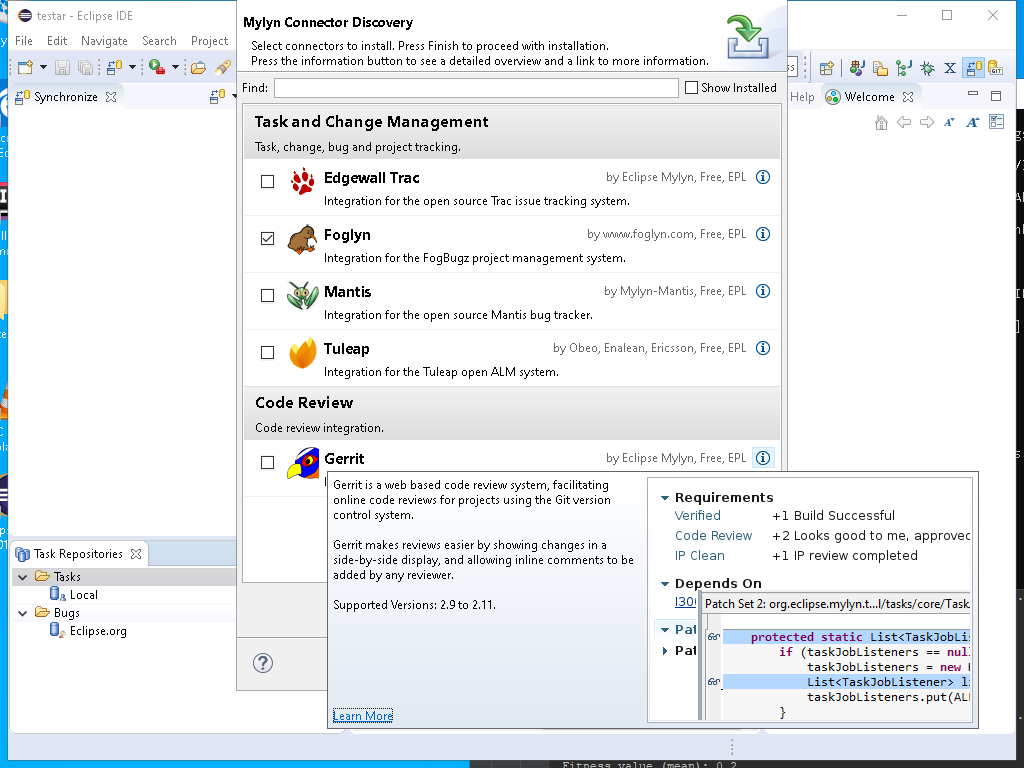 testar - Eclipse IDE
File Edit Navigate Search Project
Help
Synchronize
Welcome
Mylyn Connector Discovery
Select connectors to install. Press Finish to proceed with installation.
Press the information button to see a detailed overview and a link to more information.
Find:
Show Installed
Task and Change Management
Task, change, bug and project tracking.
Edgewall Trac
by Eclipse Mylyn, Free, EPL
Integration for the open source Trac issue tracking system.
Foglyn
by www.foglyn.com, Free, EPL
Integration for the FogBugz project management system.
Mantis
by Mylyn-Mantis, Free, EPL
Integration for the open source Mantis bug tracker.
Tuleap
by Obeo, Enalean, Ericsson, Free, EPL
Integration for the Tuleap open ALM system.
Code Review
Code review integration.
Gerrit
by Eclipse Mylyn, Free, EPL
Gerrit is a web based code review system, facilitating
online code reviews for projects using the Git version
control system.
Gerrit makes reviews easier by showing changes in a
side-by-side display, and allowing inline comments to be
added by any reviewer.
Supported Versions: 2.9 to 2.11.
Learn More
Requirements
Verified +1 Build Successful
Code Review +2 Looks good to me, approved
IP Clean +1 IP review completed
Depends On
I30
Pat
Pat
Patch Set 2: org.eclipse.mylyn.t...l/tasks/core/Task
protected static List<TaskJobLis
if (taskJobListeners == null
taskJobListeners = new
List<TaskJobListener> l
taskJobListeners.put(AL
}
Task Repositories
Tasks
Local
Bugs
Eclipse.org
Fitness value (mean): 0.2